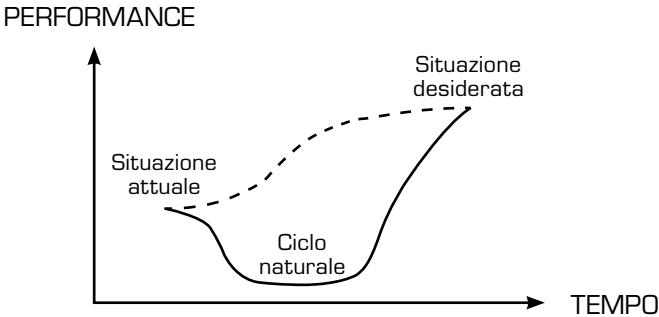 PERFORMANCE
Situazione
desiderata
Situazione
attuale
Ciclo
naturale
TEMPO